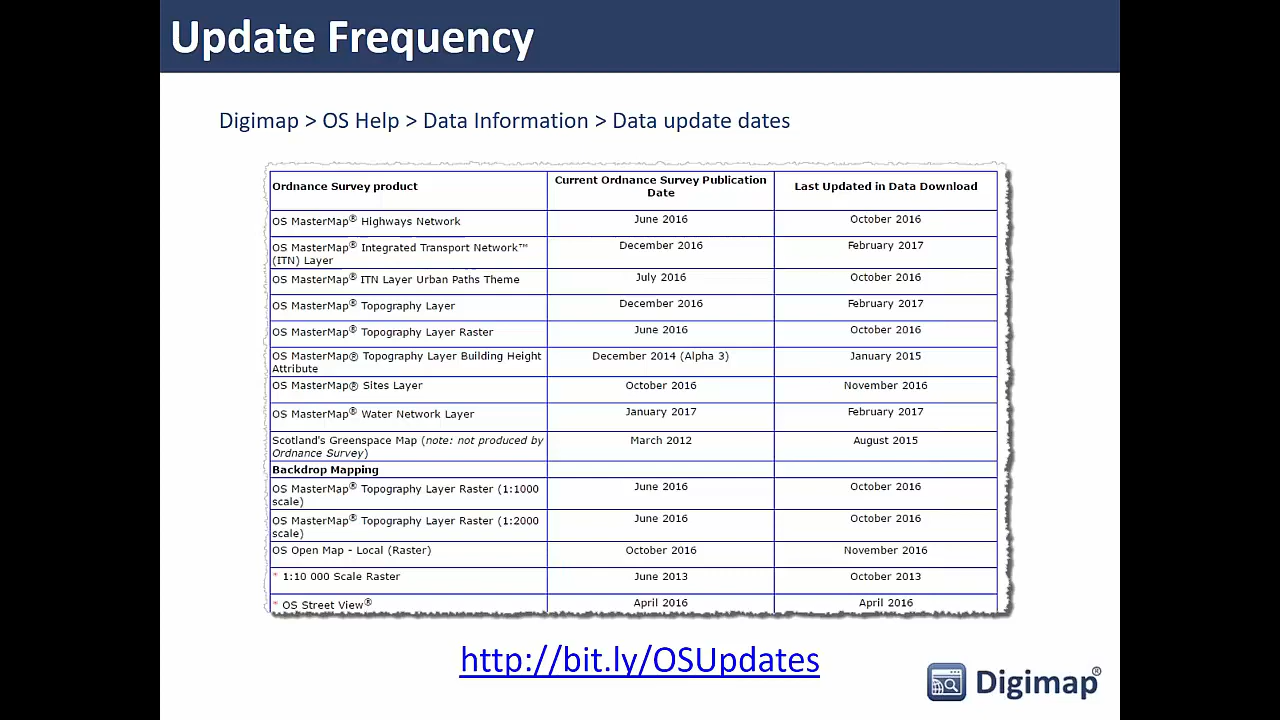 Update Frequency
Digimap > OS Help > Data Information > Data update dates
Ordnance Survey product Current Ordnance Survey Publication Date Last Updated in Data Download
OS MasterMap® Highways Network June 2016 October 2016
OS MasterMap® Integrated Transport Network™ (ITN) Layer December 2016 February 2017
OS MasterMap® ITN Layer Urban Paths Theme July 2016 October 2016
OS MasterMap® Topography Layer December 2016 February 2017
OS MasterMap® Topography Layer Raster June 2016 October 2016
OS MasterMap® Topography Layer Building Height Attribute December 2014 (Alpha 3) January 2015
OS MasterMap® Sites Layer October 2016 November 2016
OS MasterMap® Water Network Layer January 2017 February 2017
Scotland's Greenspace Map (note: not produced by Ordnance Survey) March 2012 August 2015
Backdrop Mapping
OS MasterMap® Topography Layer Raster (1:1000 scale) June 2016 October 2016
OS MasterMap® Topography Layer Raster (1:2000 scale) June 2016 October 2016
OS Open Map - Local (Raster) October 2016 November 2016
* 1:10 000 Scale Raster June 2013 October 2013
* OS Street View® April 2016 April 2016
http://bit.ly/OSUpdates
Digimap®